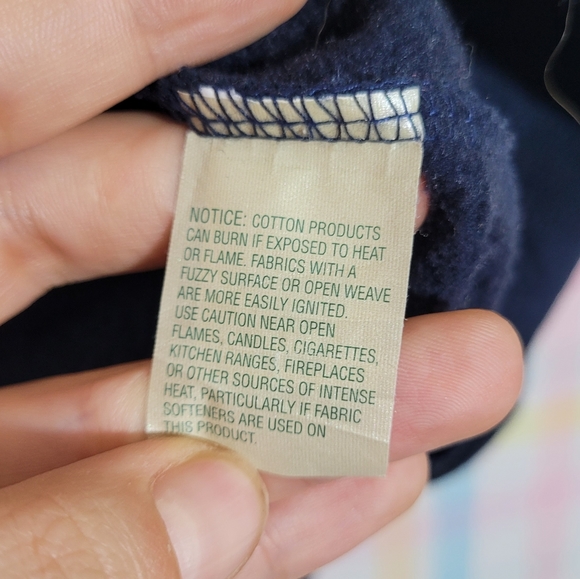 NOTICE: COTTON PRODUCTS
CAN BURN IF EXPOSED TO HEAT
OR FLAME. FABRICS WITH A
FUZZY SURFACE OR OPEN WEAVE
ARE MORE EASILY IGNITED.
USE CAUTION NEAR OPEN
FLAMES, CANDLES, CIGARETTES,
KITCHEN RANGES, FIREPLACES
OR OTHER SOURCES OF INTENSE
HEAT, PARTICULARLY IF FABRIC
SOFTENERS ARE USED ON
THIS PRODUCT.